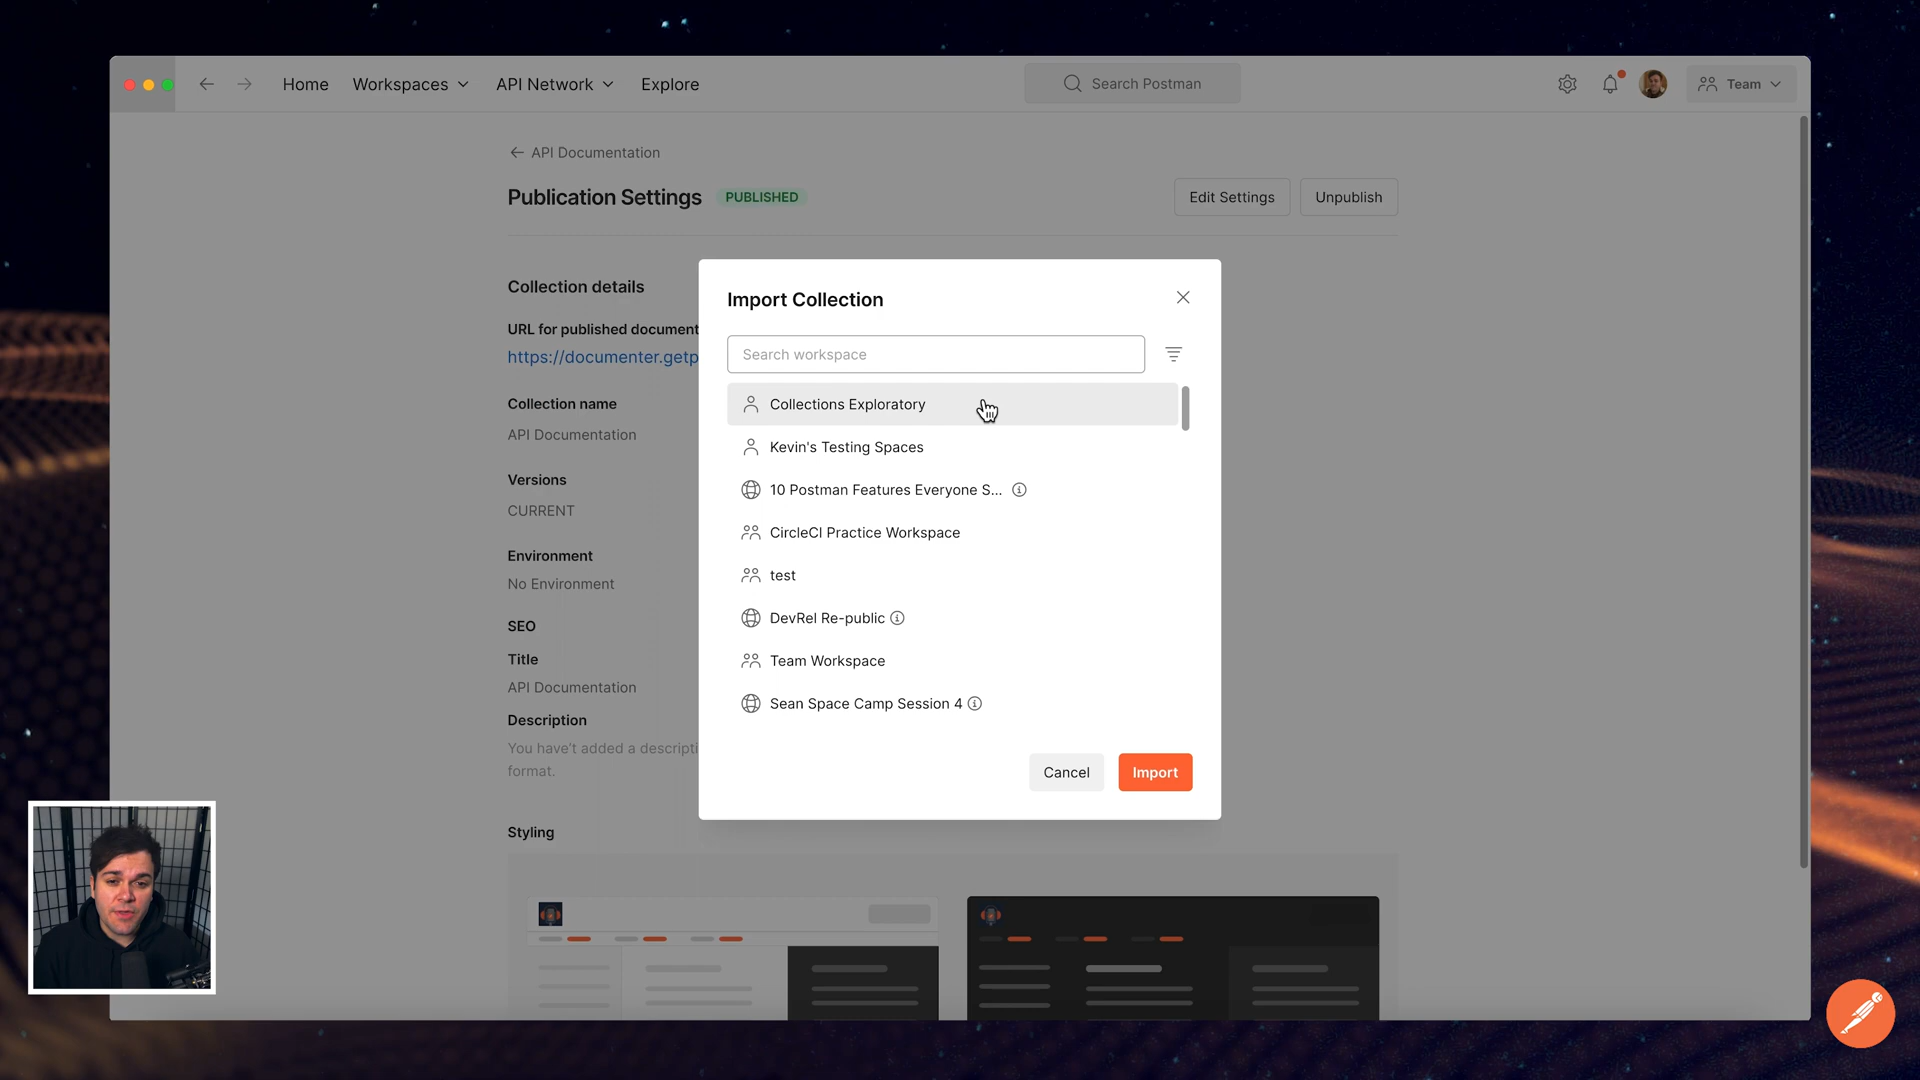 Home
Workspaces
API Network
Explore
Search Postman
Team
API Documentation
Publication Settings
PUBLISHED
Edit Settings
Unpublish
Collection details
URL for published document
https://documenter.getp
Collection name
API Documentation
Versions
CURRENT
Environment
No Environment
SEO
Title
API Documentation
Description
You have't added a descripti
format.
Styling
Import Collection
Search workspace
Collections Exploratory
Kevin's Testing Spaces
10 Postman Features Everyone S...
CircleCI Practice Workspace
test
DevRel Re-public
Team Workspace
Sean Space Camp Session 4
Cancel
Import